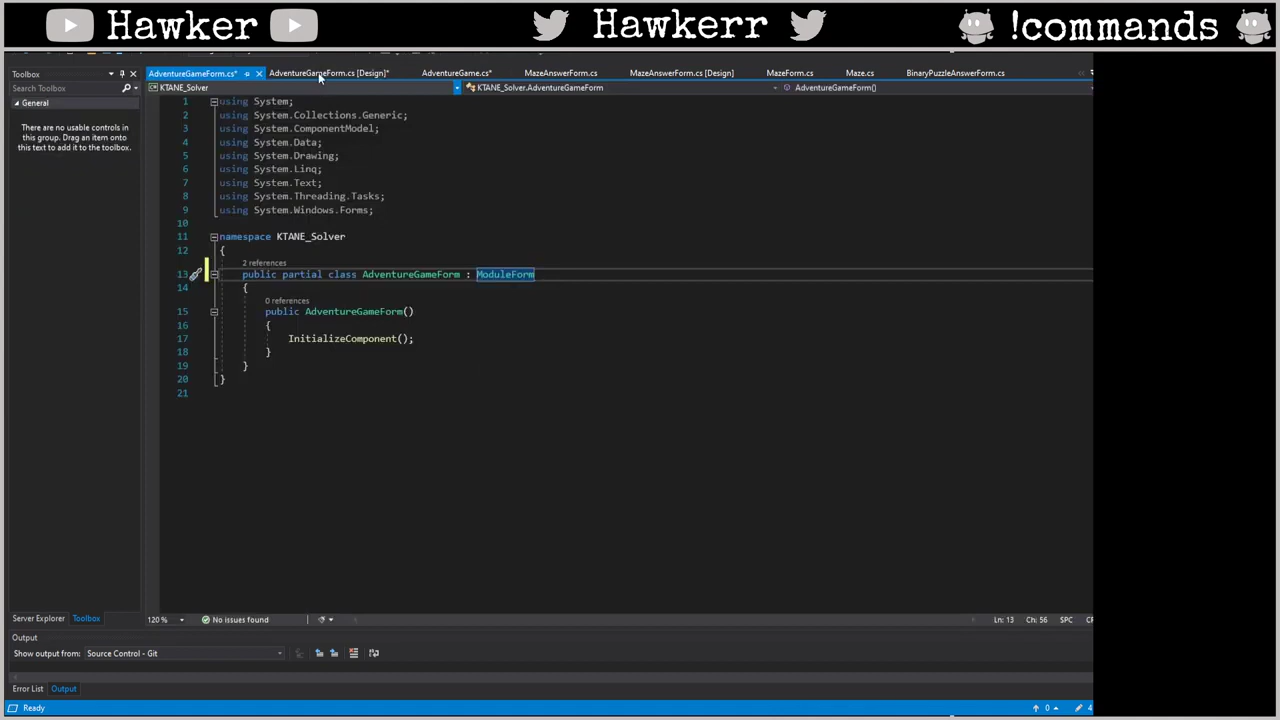 Hawker
Hawkerr
!commands
Toolbox
AdventureGameForm.cs*
AdventureGameForm.cs [Design]*
AdventureGame.cs*
MazeAnswerForm.cs
MazeAnswerForm.cs [Design]
MazeForm.cs
Maze.cs
BinaryPuzzleAnswerForm.cs
Search Toolbox
KTANE_Solver
KTANE_Solver.AdventureGameForm
AdventureGameForm()
General
There are no usable controls in
this group. Drag an item onto
this text to add it to the toolbox.
1 using System;
2 using System.Collections.Generic;
3 using System.ComponentModel;
4 using System.Data;
5 using System.Drawing;
6 using System.Linq;
7 using System.Text;
8 using System.Threading.Tasks;
9 using System.Windows.Forms;
10
11 namespace KTANE_Solver
12 {
2 references
13 public partial class AdventureGameForm : ModuleForm
14 {
0 references
15 public AdventureGameForm()
16 {
17 InitializeComponent();
18 }
19 }
20 }
21
Server Explorer
Toolbox
120 %
No issues found
Ln: 13
Ch: 56
SPC
Output
Show output from:
Source Control - Git
Error List
Output
Ready
0
4